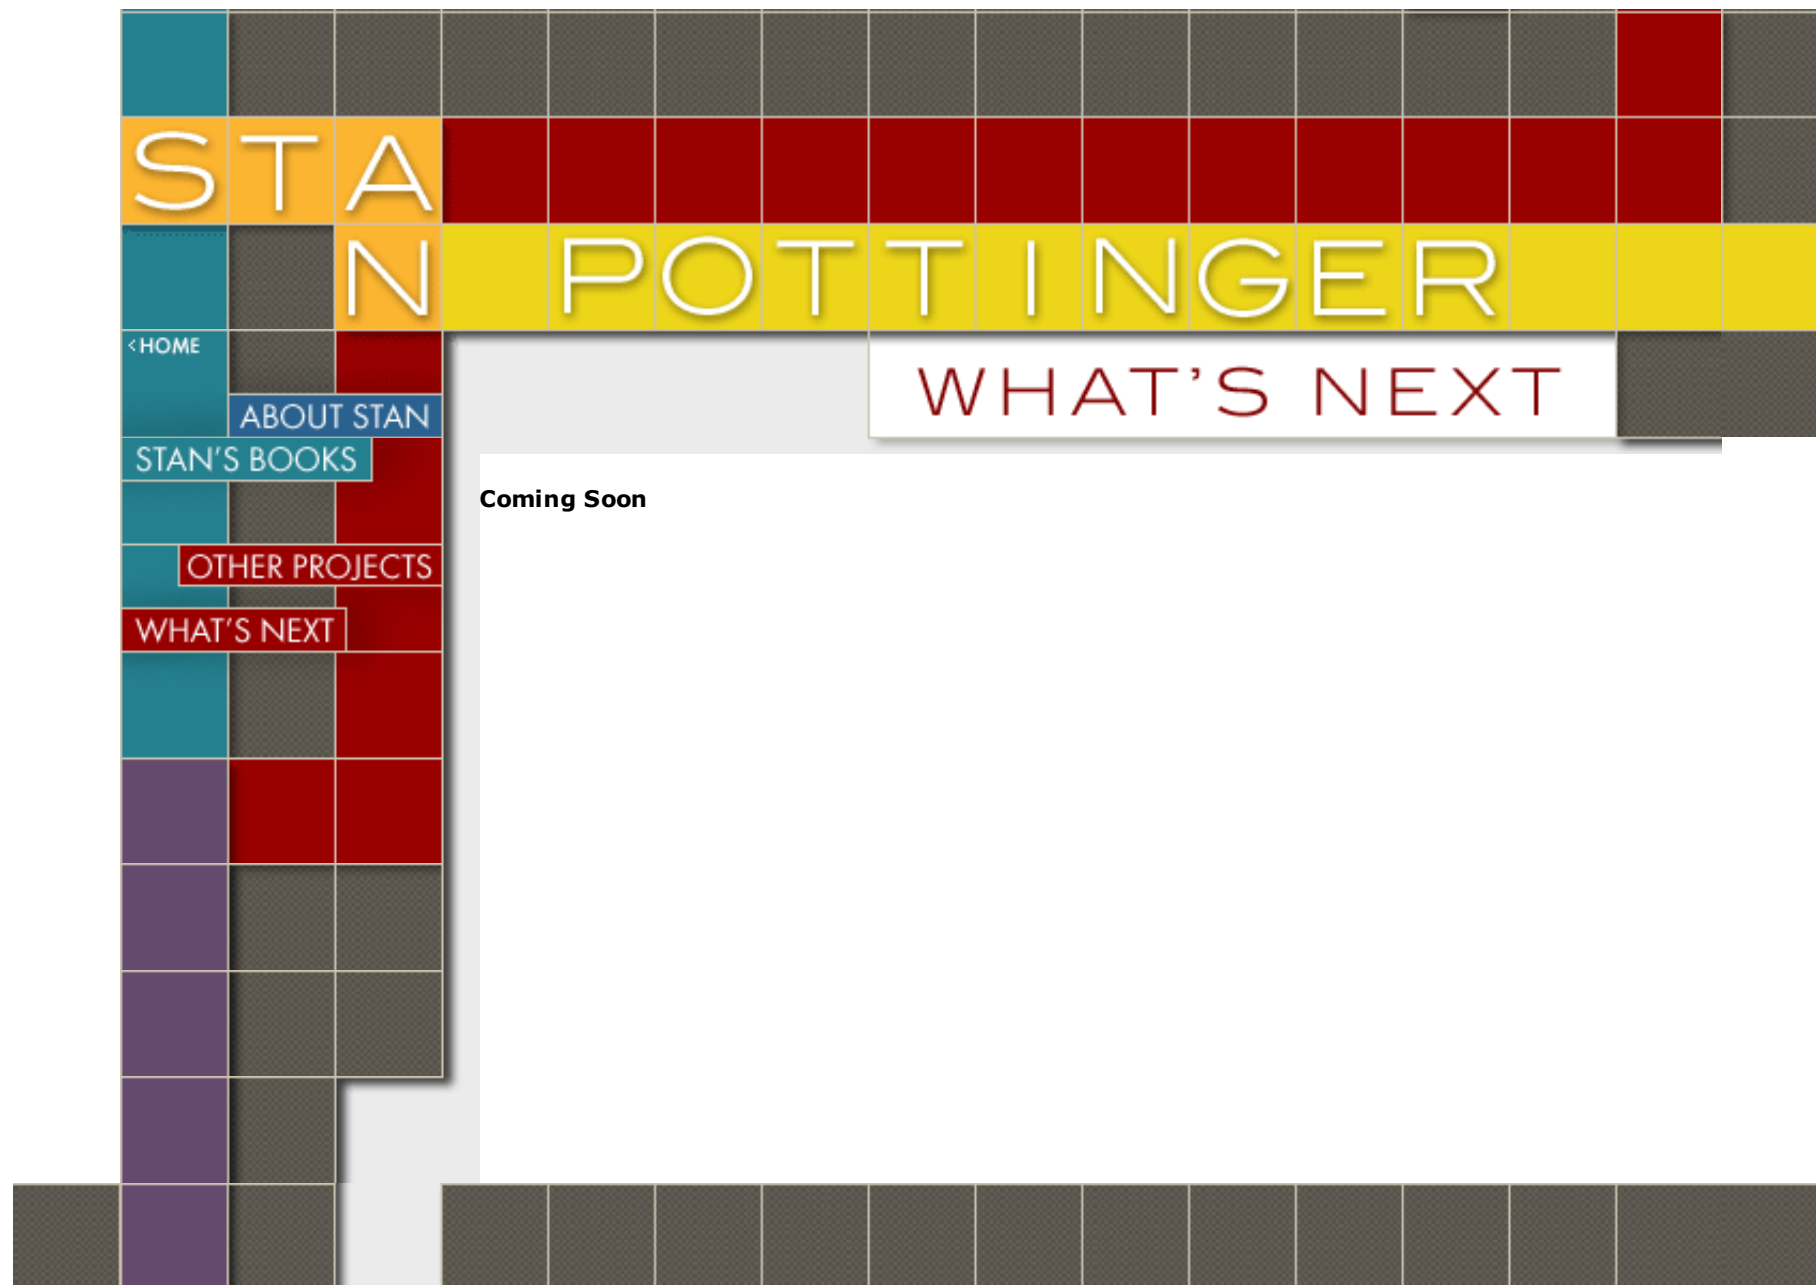 STA
N POTTINGER
<HOME
WHAT'S NEXT
ABOUT STAN
STAN'S BOOKS
Coming Soon
OTHER PROJECTS
WHAT'S NEXT